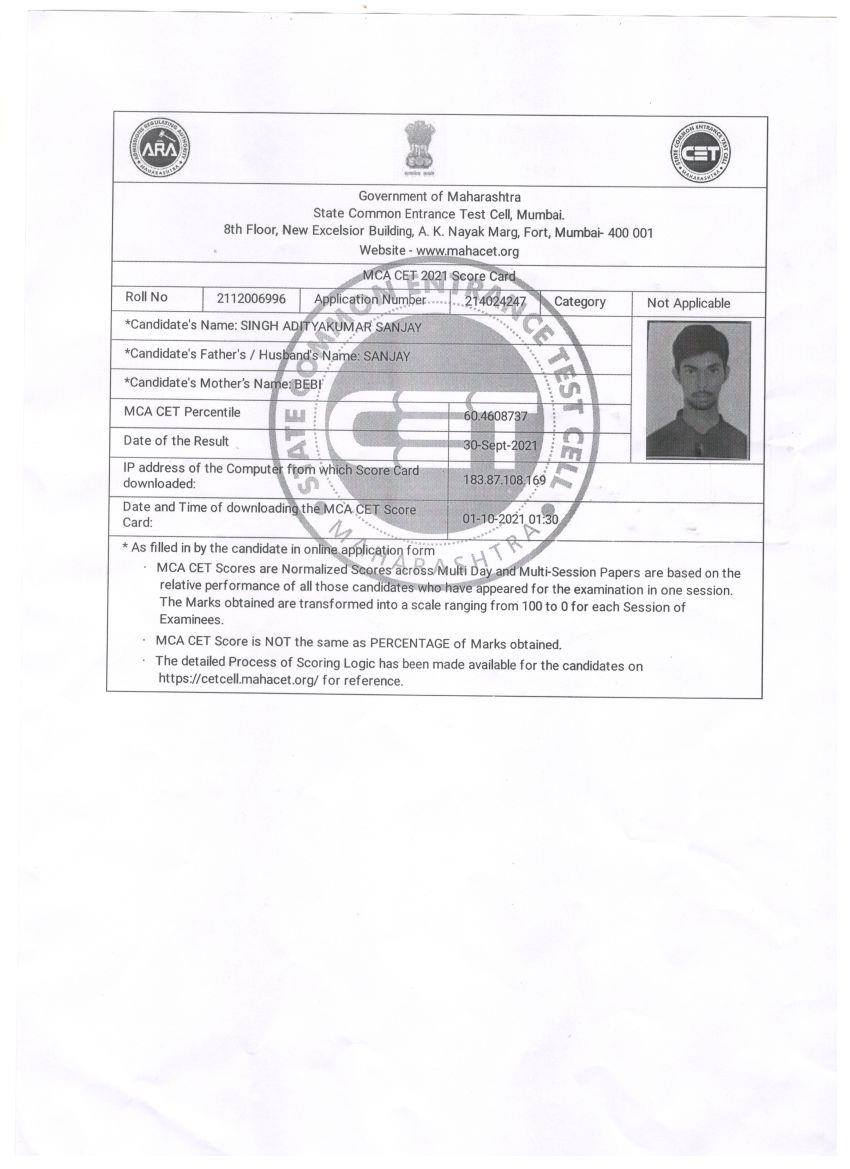 ADMISSIONS REGULATING AUTHORITY
ARA
MAHARASHTRA
STATE COMMON ENTRANCE TEST CELL
CET
MAHARASHTRA
Government of Maharashtra
State Common Entrance Test Cell, Mumbai.
8th Floor, New Excelsior Building, A. K. Nayak Marg, Fort, Mumbai- 400 001
Website - www.mahacet.org
MCA CET 2021 Score Card
Roll No 2112006996 Application Number 214024247 Category Not Applicable
*Candidate's Name: SINGH ADITYAKUMAR SANJAY
*Candidate's Father's / Husband's Name: SANJAY
*Candidate's Mother's Name: BEBI
MCA CET Percentile 60.4608737
Date of the Result 30-Sept-2021
IP address of the Computer from which Score Card
downloaded: 183.87.108.169
Date and Time of downloading the MCA CET Score
Card: 01-10-2021 01:30
STATE COMMON ENTRANCE TEST CELL
MAHARASHTRA
* As filled in by the candidate in online application form
· MCA CET Scores are Normalized Scores across Multi Day and Multi-Session Papers are based on the
relative performance of all those candidates who have appeared for the examination in one session.
The Marks obtained are transformed into a scale ranging from 100 to 0 for each Session of
Examinees.
· MCA CET Score is NOT the same as PERCENTAGE of Marks obtained.
· The detailed Process of Scoring Logic has been made available for the candidates on
https://cetcell.mahacet.org/ for reference.